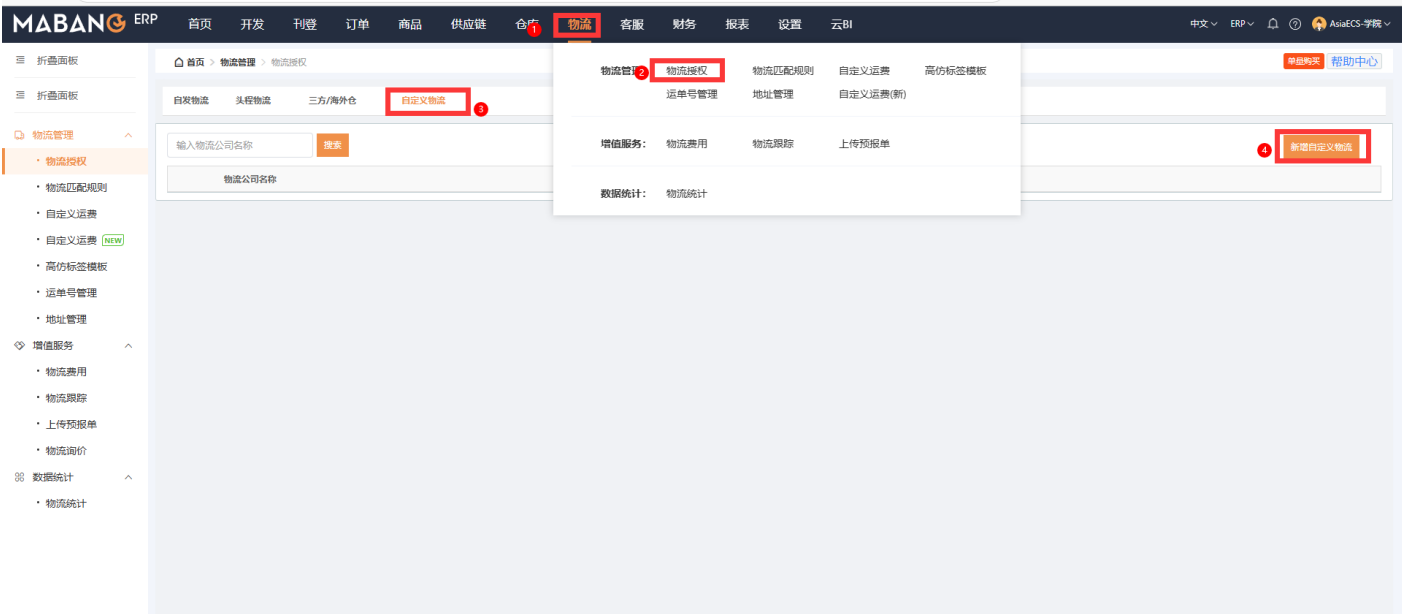 MABANG ERP 首页 开发 刊登 订单 商品 供应链 仓库 物流 客服 财务 报表 设置 云BI 中文 ERP AsiaECS-学院
1
折叠面板
折叠面板
物流管理
物流授权
物流匹配规则
自定义运费
自定义运费 NEW
高仿标签模板
运单号管理
地址管理
增值服务
物流费用
物流跟踪
上传预报单
物流询价
数据统计
物流统计
首页 > 物流管理 > 物流授权
单量购买 帮助中心
自发物流 头程物流 三方/海外仓 自定义物流
3
输入物流公司名称 搜索
4 新增自定义物流
物流公司名称
物流管理 2 物流授权 物流匹配规则 自定义运费 高仿标签模板
运单号管理 地址管理 自定义运费(新)
增值服务: 物流费用 物流跟踪 上传预报单
数据统计: 物流统计